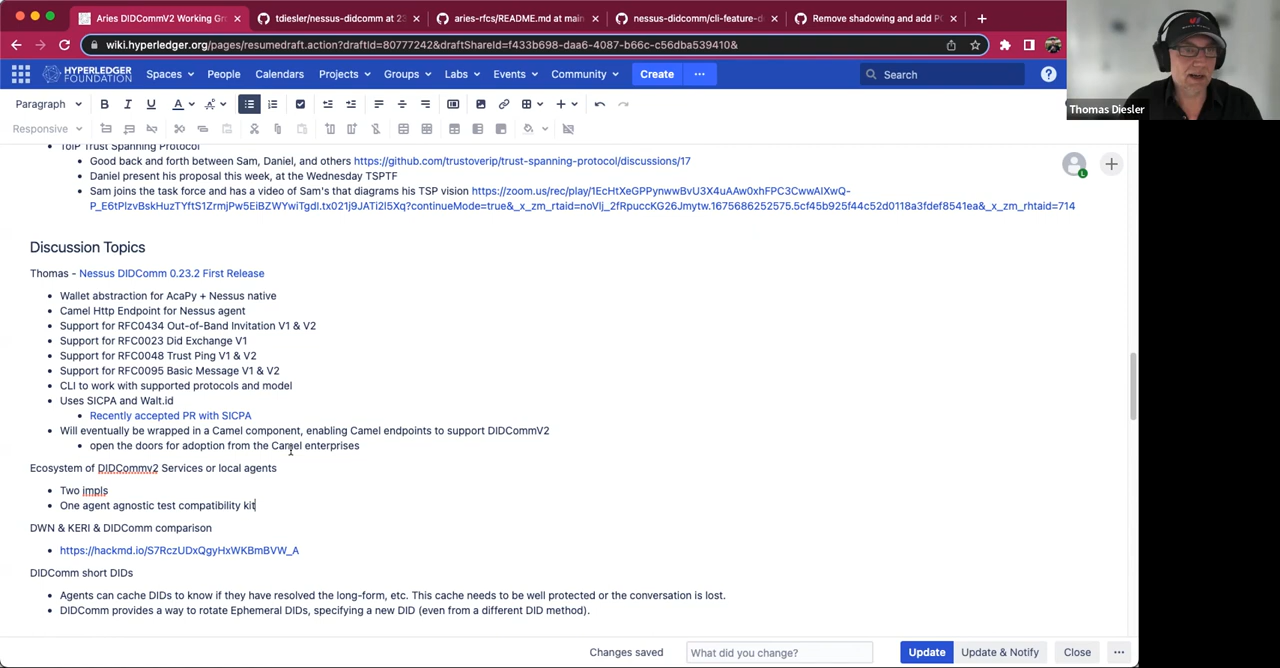 Aries DIDCommV2 Working Gr
tdiesler/nessus-didcomm at 23
aries-rfcs/README.md at main
nessus-didcomm/cli-feature-d
Remove shadowing and add P
wiki.hyperledger.org/pages/resumedraft.action?draftId=80777242&draftShareId=f433b698-daa6-4087-b66c-c56dba539410&
HYPERLEDGER FOUNDATION Spaces People Calendars Projects Groups Labs Events Community Create Search
Thomas Diesler
Paragraph B I U A
Responsive
ToIP Trust Spanning Protocol
Good back and forth between Sam, Daniel, and others https://github.com/trustoverip/trust-spanning-protocol/discussions/17
Daniel present his proposal this week, at the Wednesday TSPTF
Sam joins the task force and has a video of Sam's that diagrams his TSP vision https://zoom.us/rec/play/1EcHtXeGPPynwwBvU3X4uAAw0xhFPC3CwwAlXwQ-
P_E6tPlzvBskHuzTYftS1ZrmjPw5EiBZWYwiTgdl.tx021j9JATi2l5Xq?continueMode=true&_x_zm_rtaid=noVlj_2fRpuccKG26Jmytw.1675686252575.5cf45b925f44c52d0118a3fdef8541ea&_x_zm_rhtaid=714
Discussion Topics
Thomas - Nessus DIDComm 0.23.2 First Release
Wallet abstraction for AcaPy + Nessus native
Camel Http Endpoint for Nessus agent
Support for RFC0434 Out-of-Band Invitation V1 & V2
Support for RFC0023 Did Exchange V1
Support for RFC0048 Trust Ping V1 & V2
Support for RFC0095 Basic Message V1 & V2
CLI to work with supported protocols and model
Uses SICPA and Walt.id
Recently accepted PR with SICPA
Will eventually be wrapped in a Camel component, enabling Camel endpoints to support DIDCommV2
open the doors for adoption from the Camel enterprises
Ecosystem of DIDCommv2 Services or local agents
Two impls
One agent agnostic test compatibility kit
DWN & KERI & DIDComm comparison
https://hackmd.io/S7RczUDxQgyHxWKBmBVW_A
DIDComm short DIDs
Agents can cache DIDs to know if they have resolved the long-form, etc. This cache needs to be well protected or the conversation is lost.
DIDComm provides a way to rotate Ephemeral DIDs, specifying a new DID (even from a different DID method).
Changes saved What did you change? Update Update & Notify Close